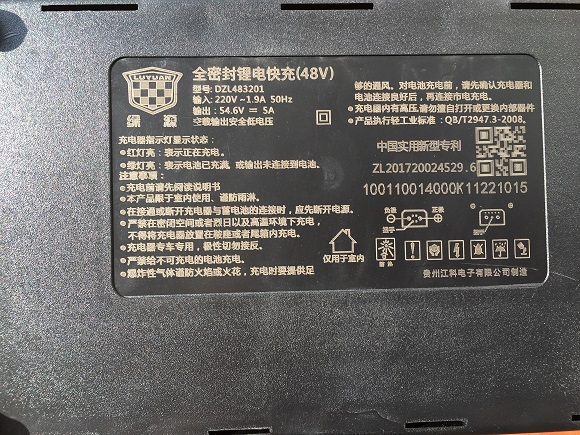 LUYUAN
绿源
全密封锂电快充(48V)
型号: DZL483201
输入: 220V ~1.9A 50Hz
输出: 54.6V ⎓ 5A
空载输出安全低电压
充电器指示灯显示状态:
●红灯亮: 表示正在充电。
●绿灯亮: 表示电池已充满, 或输出未连接到电池。
注意事项:
●充电前请先阅读说明书
●本产品限于室内使用、谨防雨淋。
●在接通或断开充电器与蓄电池的连接时, 应先断开电源。
●严禁在密闭空间或者烈日以及高温环境下充电,
不得将充电器放置在座或者尾箱内充电。
●充电器专车专用, 极性切勿接反。
●严禁给不可充电的电池充电。
●爆炸性气体谨防火焰或火花, 充电时要提供足
够的通风。对电池充电前, 请先确认充电器和
电池连接良好后, 再连接市电充电。
●充电器内有高压, 请勿擅自打开或更换内部器件
●产品执行轻工业标准: QB/T2947.3-2008。
中国实用新型专利
ZL201720024529.6
100110014000K11221015
负极 正极
仅用于室内
贵州江科电子有限公司制造